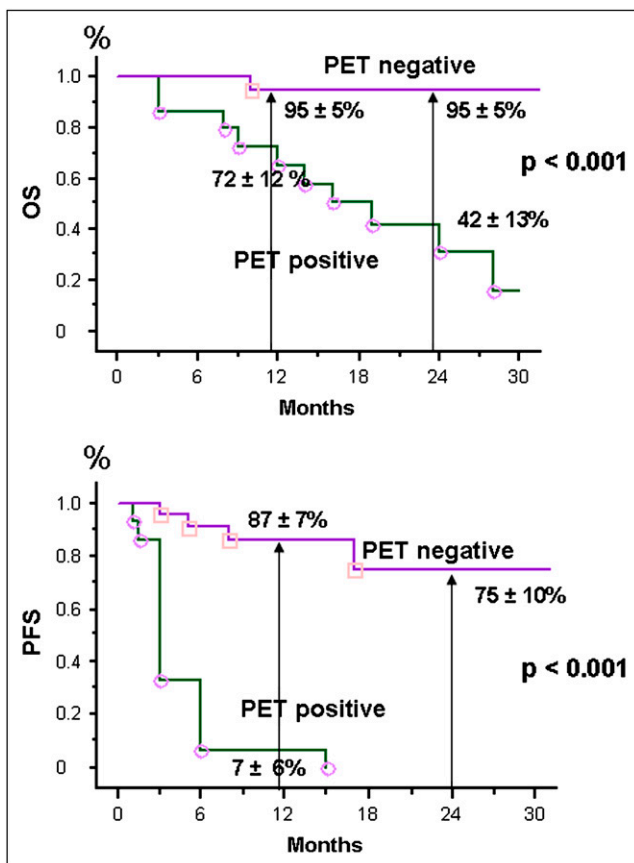 %
PET negative
1.0
95 ± 5%
95 ± 5%
0.8
p < 0.001
72 ± 12 %
0.6
OS
0.4
42 ± 13%
PET positive
0.2
0
0
6
12
18
24
30
Months
%
1.0
87 ± 7%
PET negative
0.8
75 ± 10%
0.6
PFS
p < 0.001
0.4
PET positive
0.2
7 ± 6%
0
0
6
12
18
24
30
Months